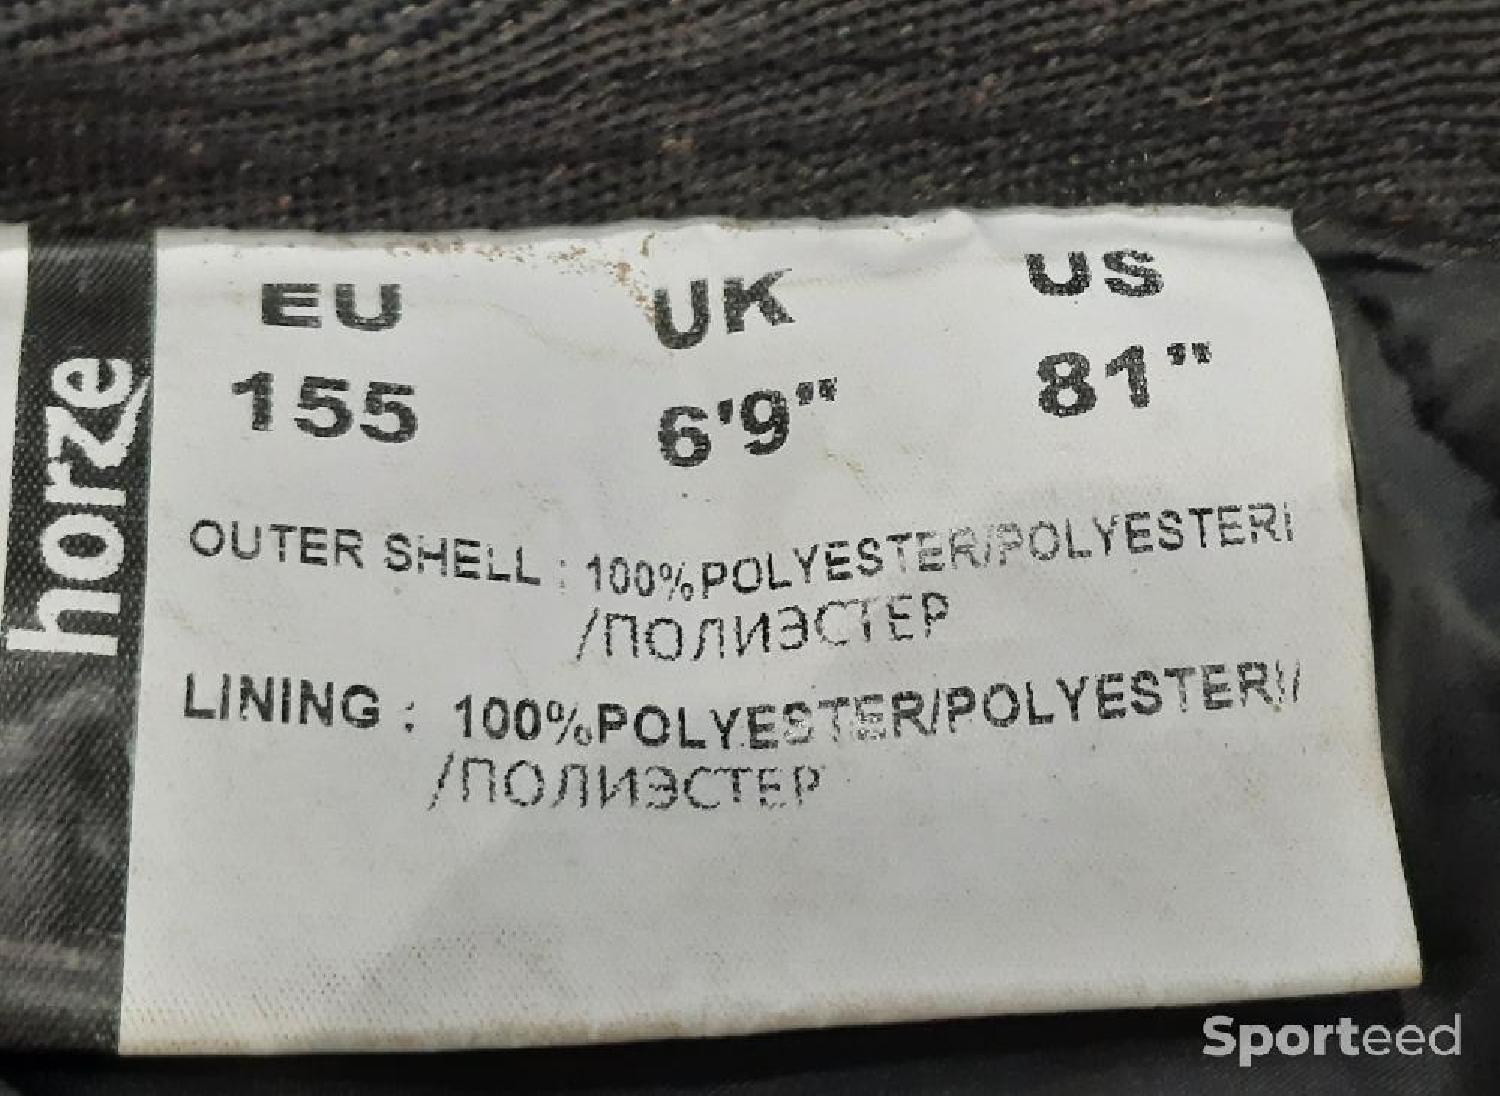 horze
EU UK US
155 6'9" 81"
OUTER SHELL : 100%POLYESTER/POLYESTERI
/ПОЛИЭСТЕР
LINING : 100%POLYESTER/POLYESTERI/
/ПОЛИЭСТЕР
Sporteed